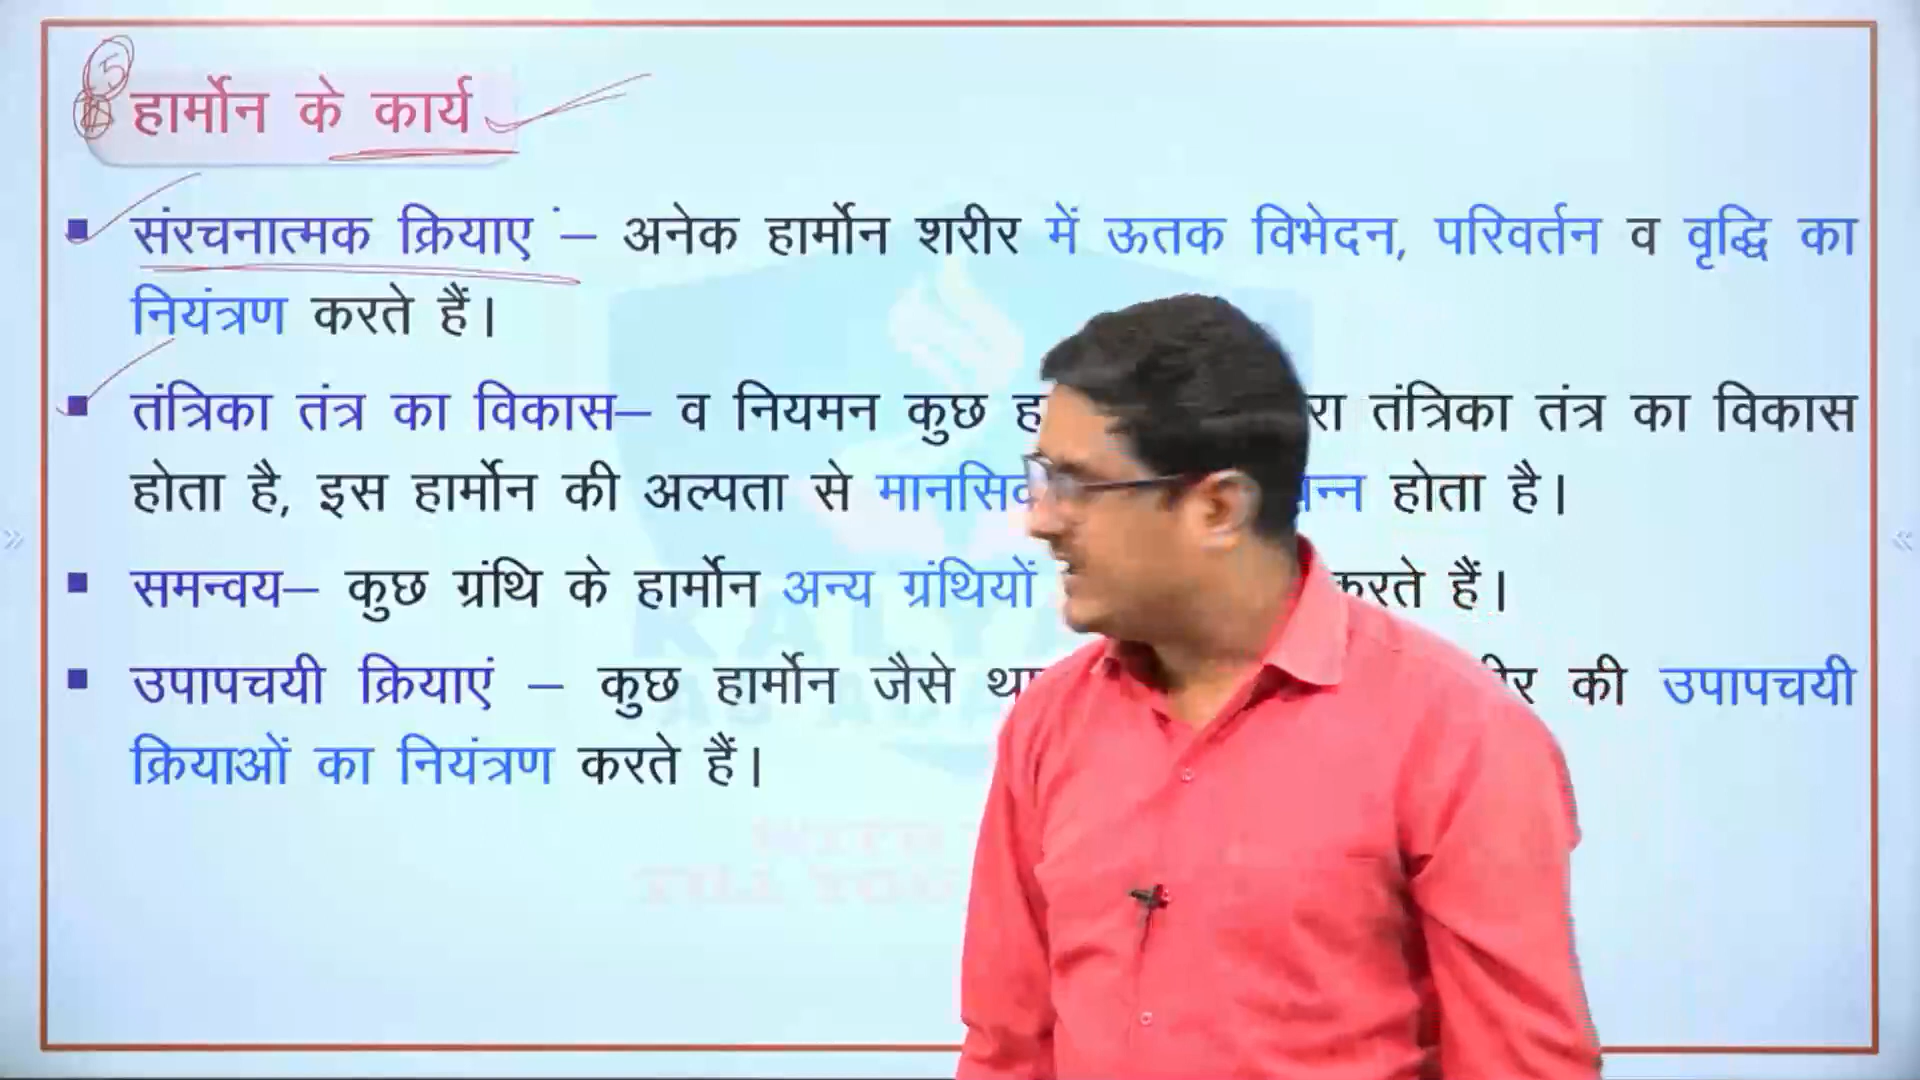 5
हार्मोन के कार्य
संरचनात्मक क्रियाएं – अनेक हार्मोन शरीर में ऊतक विभेदन, परिवर्तन व वृद्धि का
नियंत्रण करते हैं।
तंत्रिका तंत्र का विकास– व नियमन कुछ तंत्रिका तंत्र का विकास
होता है, इस हार्मोन की अल्पता से होता है।
समन्वय– कुछ ग्रंथि के हार्मोन अन्य ग्रंथियों करते हैं।
उपापचयी क्रियाएं – कुछ हार्मोन जैसे की उपापचयी
क्रियाओं का नियंत्रण करते हैं।